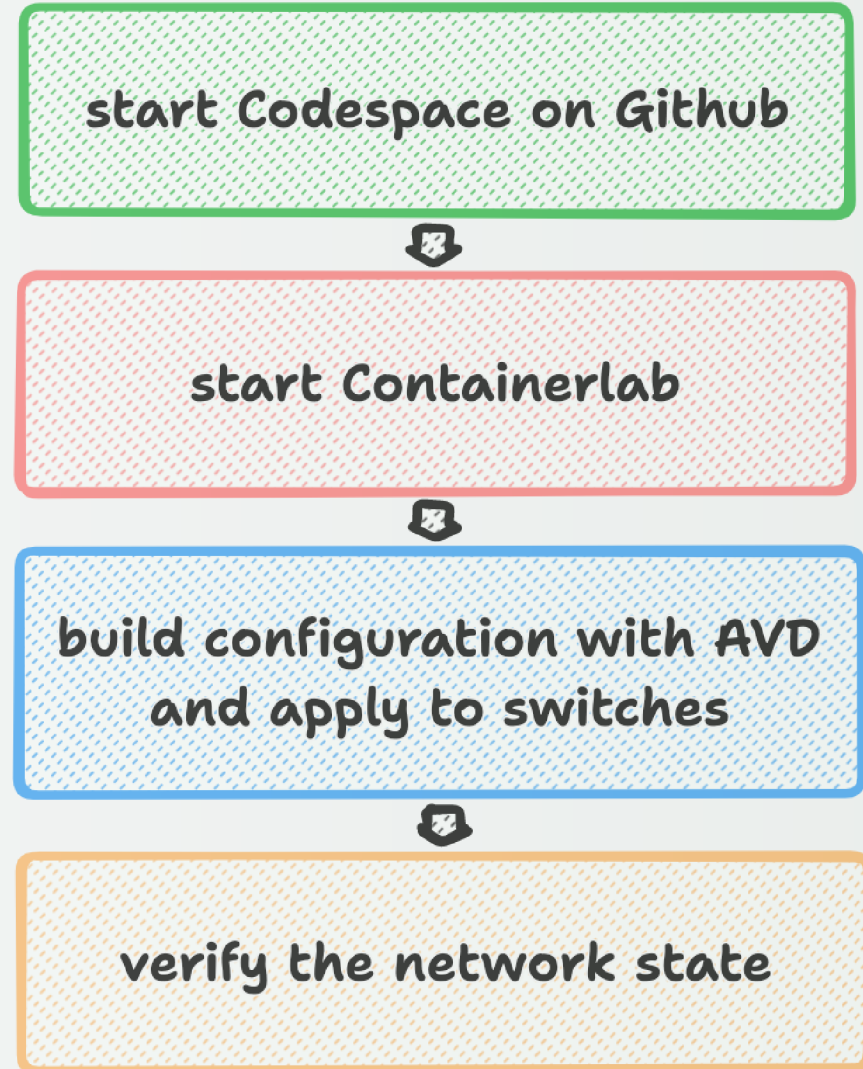 start Codespace on Github
start Containerlab
build configuration with AVD
and apply to switches
verify the network state